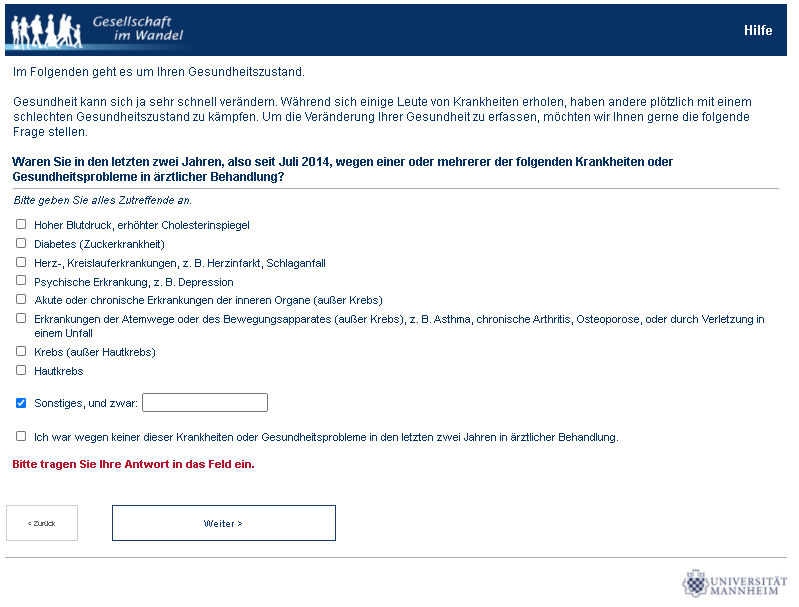 Gesellschaft
im Wandel
Hilfe
Im Folgenden geht es um Ihren Gesundheitszustand.
Gesundheit kann sich ja sehr schnell verändern. Während sich einige Leute von Krankheiten erholen, haben andere plötzlich mit einem
schlechten Gesundheitszustand zu kämpfen. Um die Veränderung Ihrer Gesundheit zu erfassen, möchten wir Ihnen gerne die folgende
Frage stellen.
Waren Sie in den letzten zwei Jahren, also seit Juli 2014, wegen einer oder mehrerer der folgenden Krankheiten oder
Gesundheitsprobleme in ärztlicher Behandlung?
Bitte geben Sie alles Zutreffende an.
Hoher Blutdruck, erhöhter Cholesterinspiegel
Diabetes (Zuckerkrankheit)
Herz-, Kreislauferkrankungen, z. B. Herzinfarkt, Schlaganfall
Psychische Erkrankung, z. B. Depression
Akute oder chronische Erkrankungen der inneren Organe (außer Krebs)
Erkrankungen der Atemwege oder des Bewegungsapparates (außer Krebs), z. B. Asthma, chronische Arthritis, Osteoporose, oder durch Verletzung in
einem Unfall
Krebs (außer Hautkrebs)
Hautkrebs
Sonstiges, und zwar:
Ich war wegen keiner dieser Krankheiten oder Gesundheitsprobleme in den letzten zwei Jahren in ärztlicher Behandlung.
Bitte tragen Sie Ihre Antwort in das Feld ein.
< Zurück
Weiter >
UNIVERSITÄT
MANNHEIM